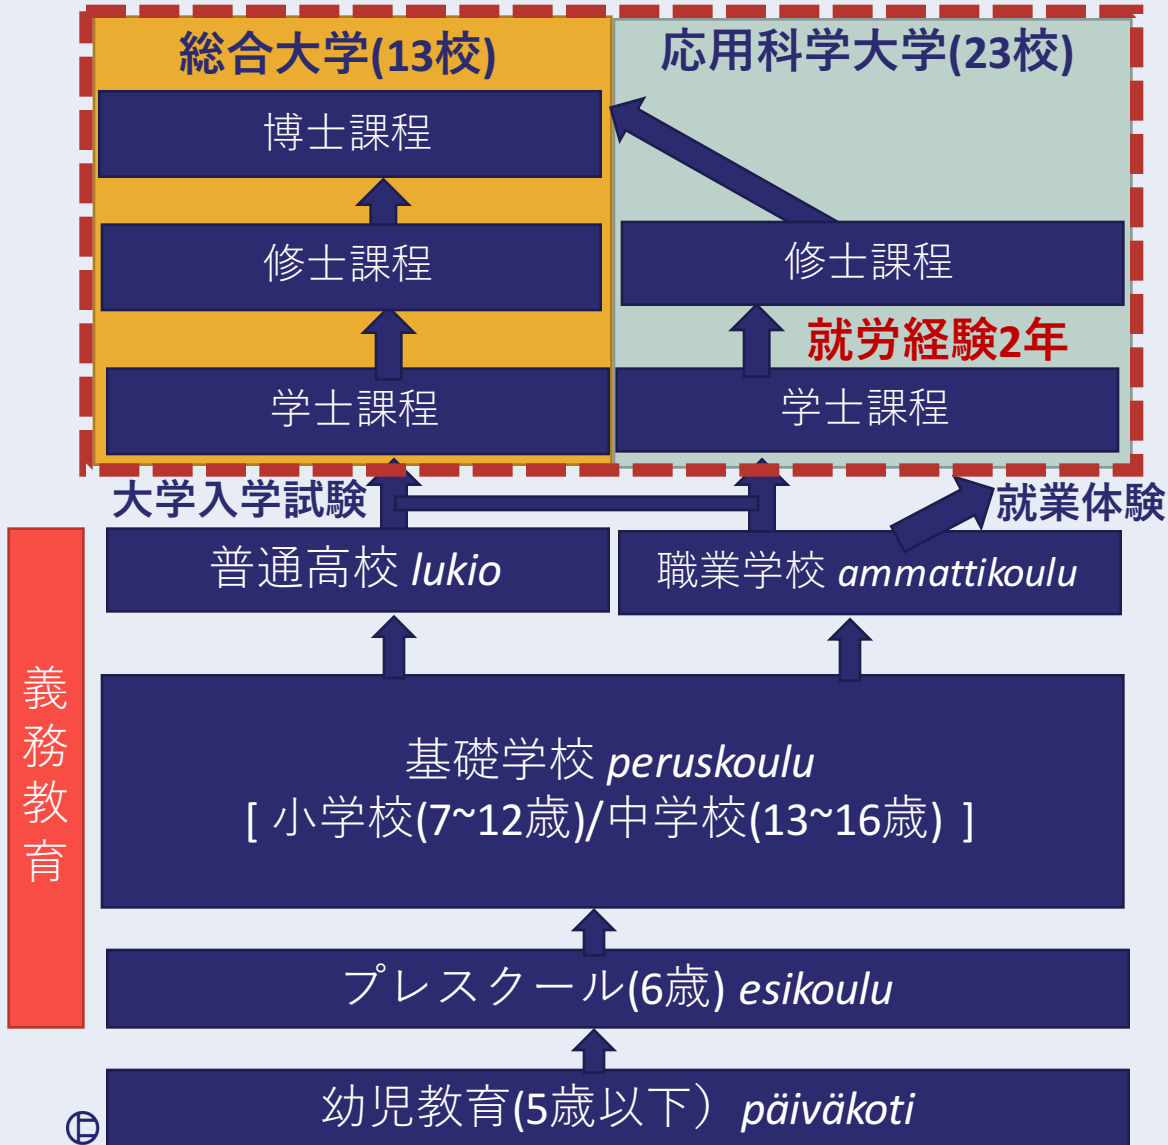 総合大学(13校)
応用科学大学(23校)
博士課程
修士課程
修士課程
就労経験2年
学士課程
学士課程
大学入学試験
就業体験
普通高校 lukio
職業学校 ammattikoulu
義務教育
基礎学校 peruskoulu
[ 小学校(7~12歳)/中学校(13~16歳) ]
プレスクール(6歳) esikoulu
幼児教育(5歳以下） päiväkoti